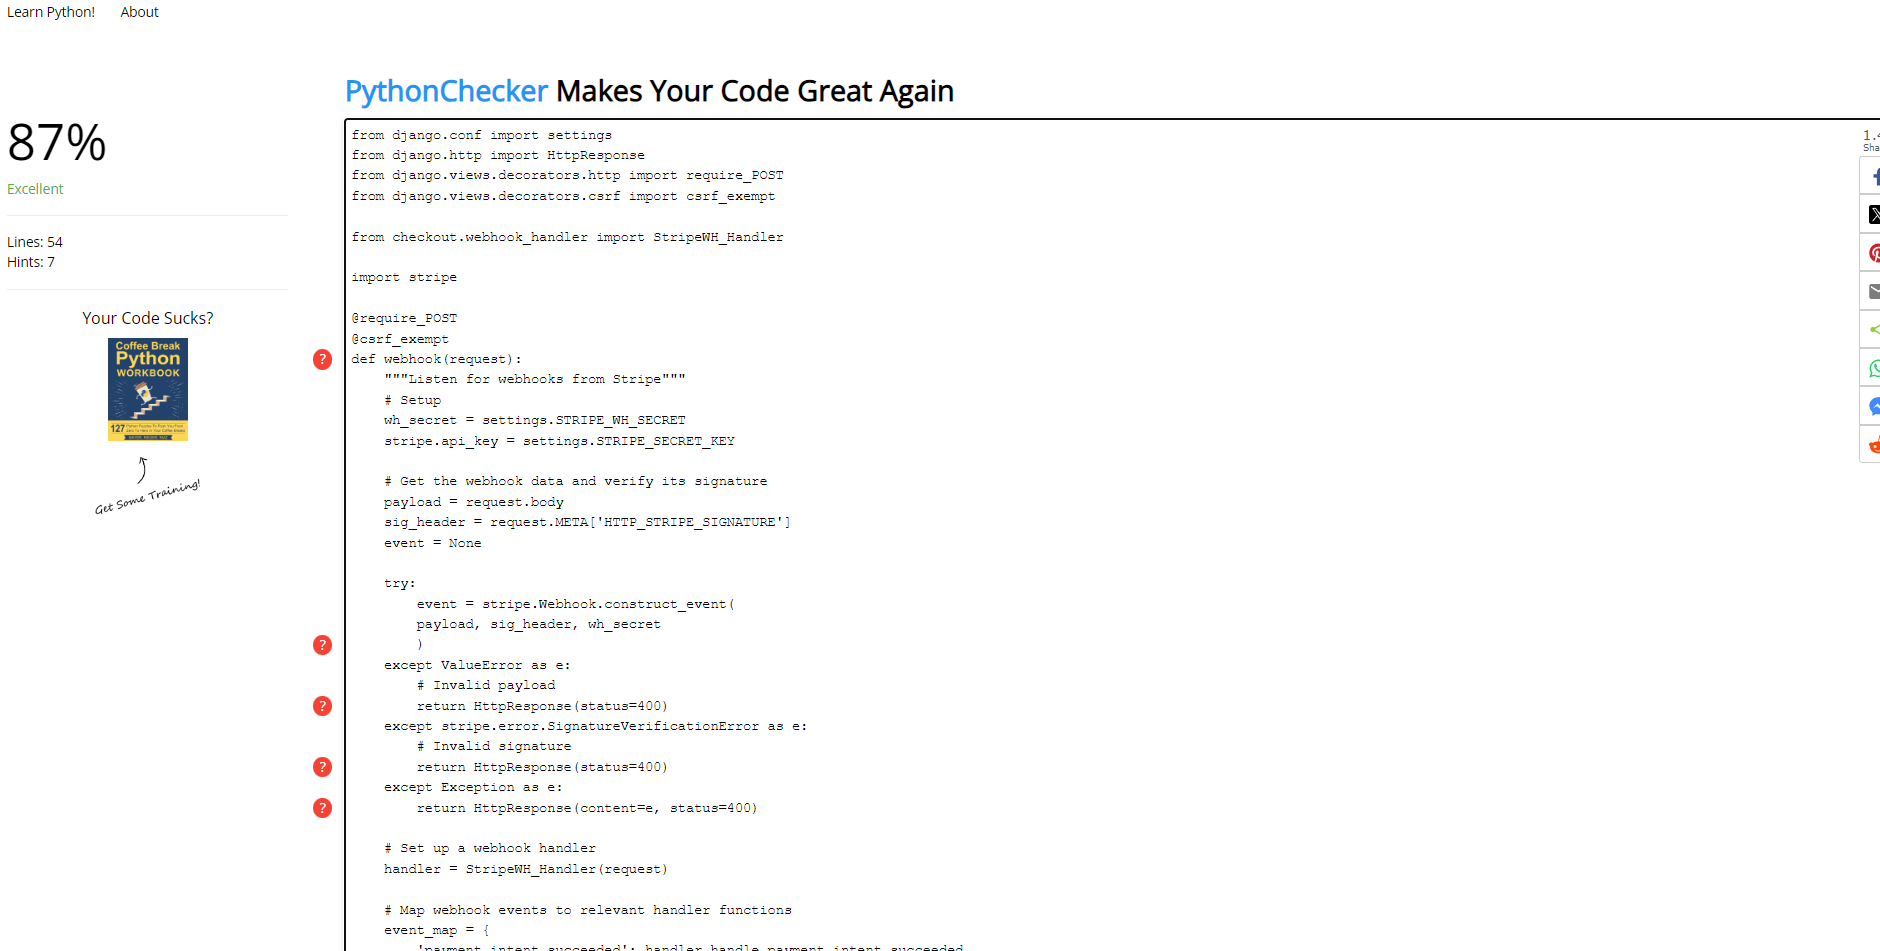 Learn Python! About
PythonChecker Makes Your Code Great Again
87%
Excellent
Lines: 54
Hints: 7
Your Code Sucks?
Coffee Break
Python
WORKBOOK
127
Get Some Training!
from django.conf import settings
from django.http import HttpResponse
from django.views.decorators.http import require_POST
from django.views.decorators.csrf import csrf_exempt
from checkout.webhook_handler import StripeWH_Handler
import stripe
@require_POST
@csrf_exempt
? def webhook(request):
"""Listen for webhooks from Stripe"""
# Setup
wh_secret = settings.STRIPE_WH_SECRET
stripe.api_key = settings.STRIPE_SECRET_KEY
# Get the webhook data and verify its signature
payload = request.body
sig_header = request.META['HTTP_STRIPE_SIGNATURE']
event = None
try:
event = stripe.Webhook.construct_event(
payload, sig_header, wh_secret
? )
except ValueError as e:
# Invalid payload
? return HttpResponse(status=400)
except stripe.error.SignatureVerificationError as e:
# Invalid signature
? return HttpResponse(status=400)
except Exception as e:
? return HttpResponse(content=e, status=400)
# Set up a webhook handler
handler = StripeWH_Handler(request)
# Map webhook events to relevant handler functions
event_map = {
'payment_intent.succeeded': handler.handle_payment_intent_succeeded,
1.4
Sha